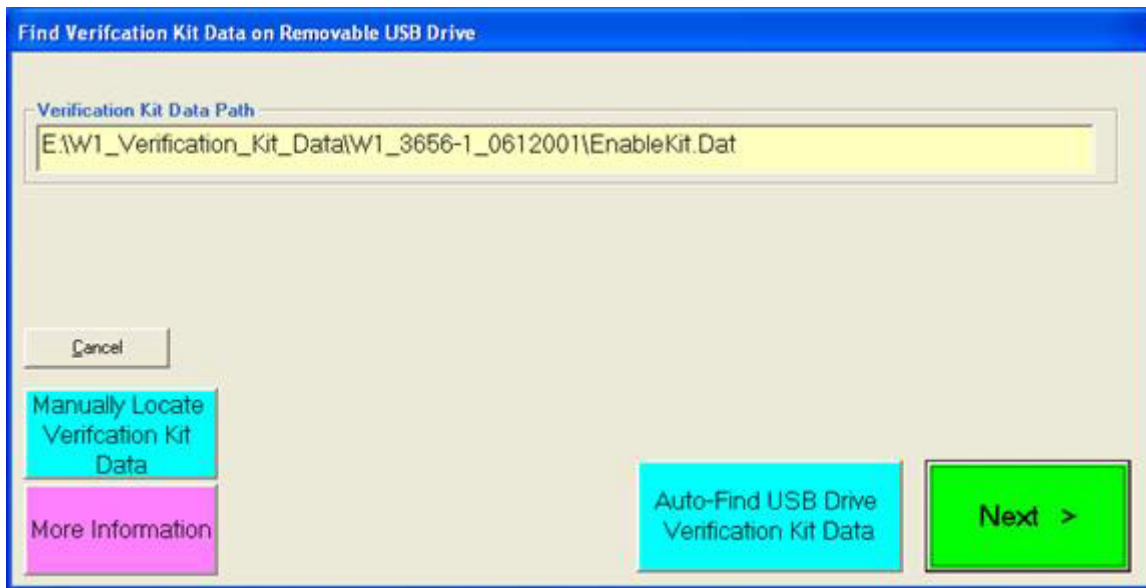 Find Verifcation Kit Data on Removable USB Drive
Verification Kit Data Path
E:\W1_Verification_Kit_Data\W1_3656-1_0612001\EnableKit.Dat
Cancel
Manually Locate
Verifcation Kit
Data
More Information
Auto-Find USB Drive
Verification Kit Data
Next >